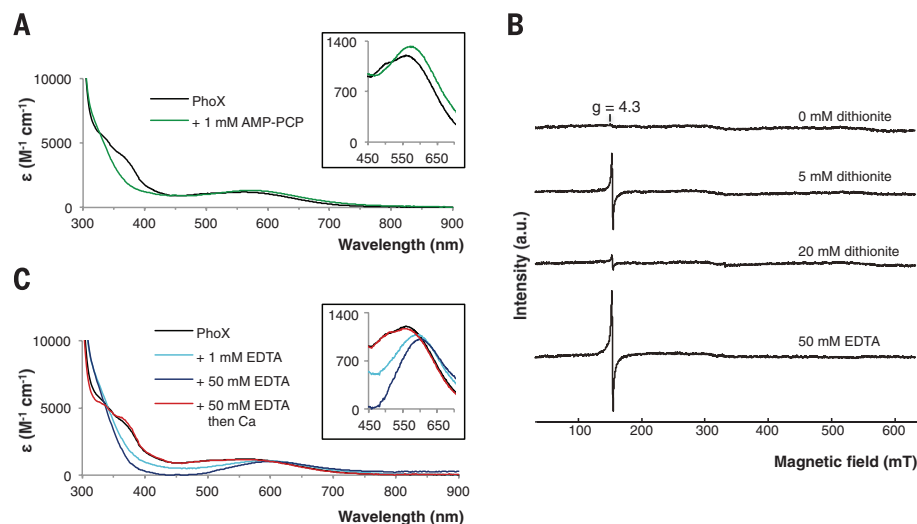 A
10000
5000
0
ε (M⁻¹ cm⁻¹)
PhoX
+ 1 mM AMP-PCP
1400
700
0
450 550 650
300 400 500 600 700 800 900
Wavelength (nm)
B
g = 4.3
0 mM dithionite
5 mM dithionite
20 mM dithionite
50 mM EDTA
Intensity (a.u.)
100 200 300 400 500 600
Magnetic field (mT)
C
10000
5000
0
ε (M⁻¹ cm⁻¹)
PhoX
+ 1 mM EDTA
+ 50 mM EDTA
+ 50 mM EDTA
then Ca
1400
700
0
450 550 650
300 400 500 600 700 800 900
Wavelength (nm)